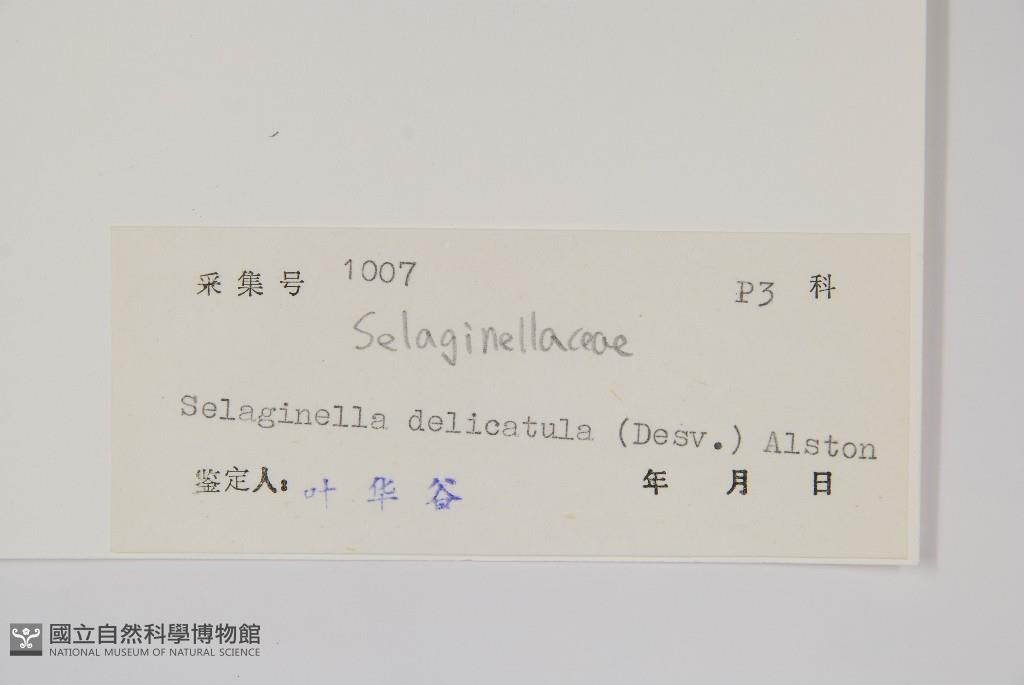 采集号 1007 P3 科
Selaginellaceae
Selaginella delicatula (Desv.) Alston
鉴定人: 叶华谷 年 月 日
國立自然科學博物館
NATIONAL MUSEUM OF NATURAL SCIENCE